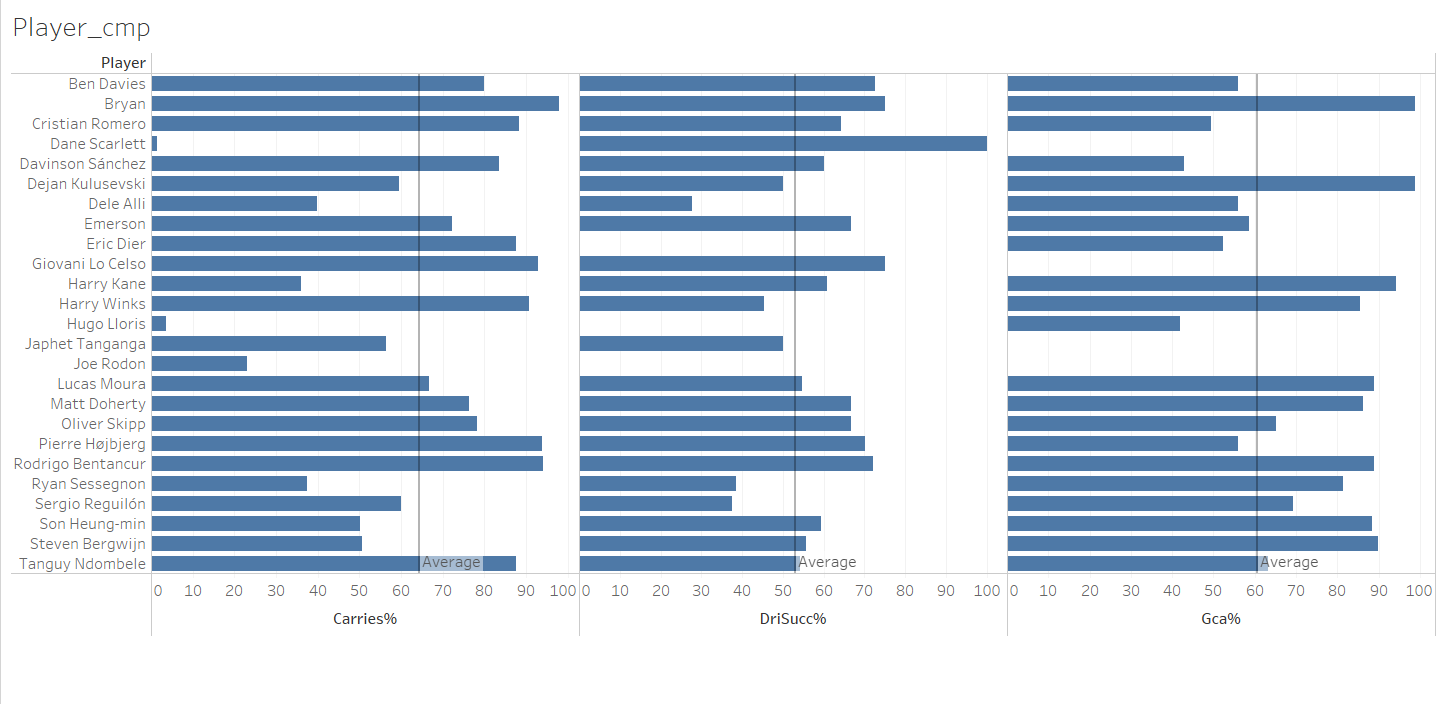 Player_cmp
Player
Ben Davies
Bryan
Cristian Romero
Dane Scarlett
Davinson Sánchez
Dejan Kulusevski
Dele Alli
Emerson
Eric Dier
Giovani Lo Celso
Harry Kane
Harry Winks
Hugo Lloris
Japhet Tanganga
Joe Rodon
Lucas Moura
Matt Doherty
Oliver Skipp
Pierre Højbjerg
Rodrigo Bentancur
Ryan Sessegnon
Sergio Reguilón
Son Heung-min
Steven Bergwijn
Tanguy Ndombele Average Average Average
0 10 20 30 40 50 60 70 80 90 100 0 10 20 30 40 50 60 70 80 90 100 0 10 20 30 40 50 60 70 80 90 100
Carries% DriSucc% Gca%